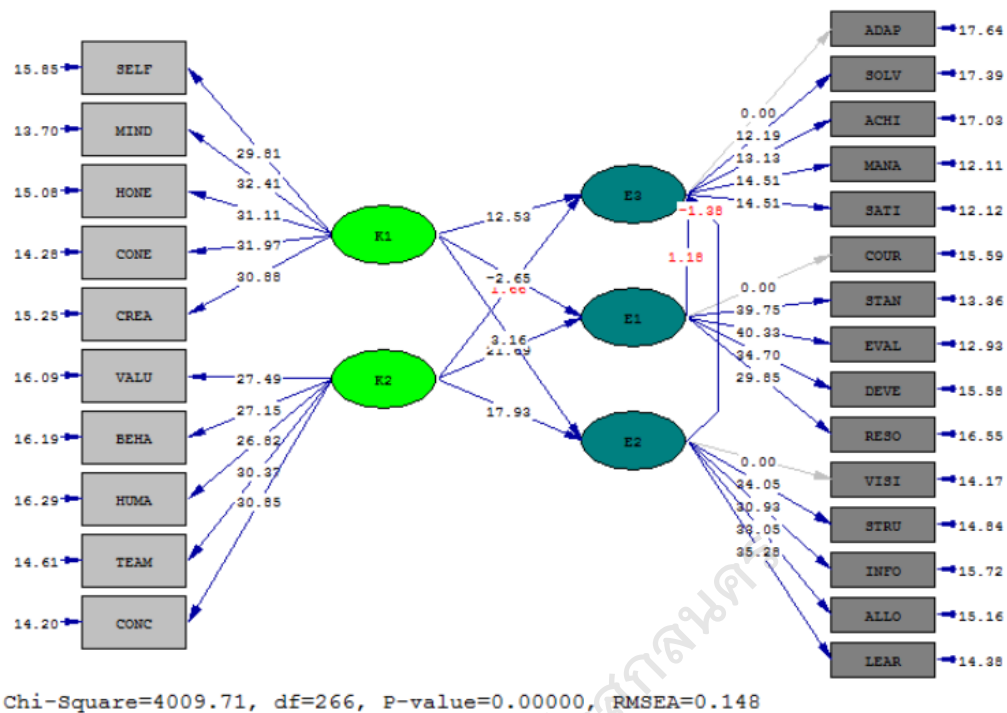 ADAP 17.64
15.85 SELF
SOLV 17.39
0.00
ACHI 17.03
13.70 MIND
12.19
13.13
29.81
MANA 12.11
32.41
14.51
15.08 HONE
31.11
E3
14.51
SATI 12.12
12.53
-1.38
K1
14.28 CONE
31.97
COUR 15.59
1.18
30.88
-2.65
1.66
0.00
15.25 CREA
STAN 13.36
39.75
E1
40.33
EVAL 12.93
3.16
34.70
21.69
16.09 VALU
27.49
K2
29.85
DEVE 15.58
27.15
17.93
16.19 BEHA
26.82
RESO 16.55
E2
0.00
30.37
VISI 14.17
34.05
16.29 HUMA
30.85
30.93
STRU 14.84
33.05
35.28
14.61 TEAM
INFO 15.72
ALLO 15.16
14.20 CONC
LEAR 14.38
Chi-Square=4009.71, df=266, P-value=0.00000, RMSEA=0.148